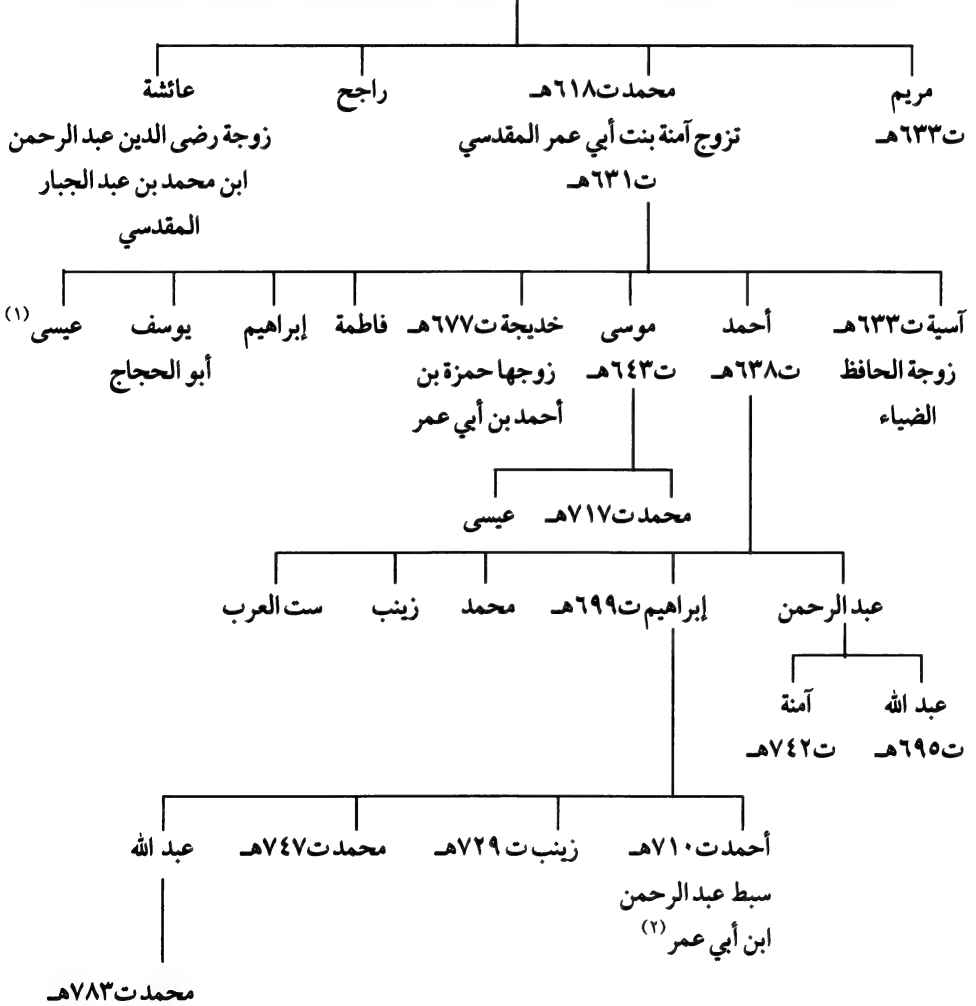 مريم
ت٦٣٣هـ
محمد ت٦١٨هـ
تزوج آمنة بنت أبي عمر المقدسي
ت٦٣١هـ
راجح
عائشة
زوجة رضى الدين عبد الرحمن
ابن محمد بن عبد الجبار
المقدسي
آسية ت٦٣٣هـ
زوجة الحافظ
الضياء
أحمد
ت٦٣٨هـ
موسى
ت٦٤٣هـ
خديجة ت٦٧٧هـ
زوجها حمزة بن
أحمد بن أبي عمر
فاطمة
إبراهيم
يوسف
أبو الحجاج
عيسى (١)
محمد ت٧١٧هـ
عيسى
عبد الرحمن
إبراهيم ت٦٩٩هـ
محمد
زينب
ست العرب
عبد الله
ت٦٩٥هـ
آمنة
ت٧٤٢هـ
أحمد ت٧١٠هـ
سبط عبد الرحمن
ابن أبي عمر (٢)
زينب ت٧٢٩هـ
محمد ت٧٤٧هـ
عبد الله
محمد ت٧٨٣هـ